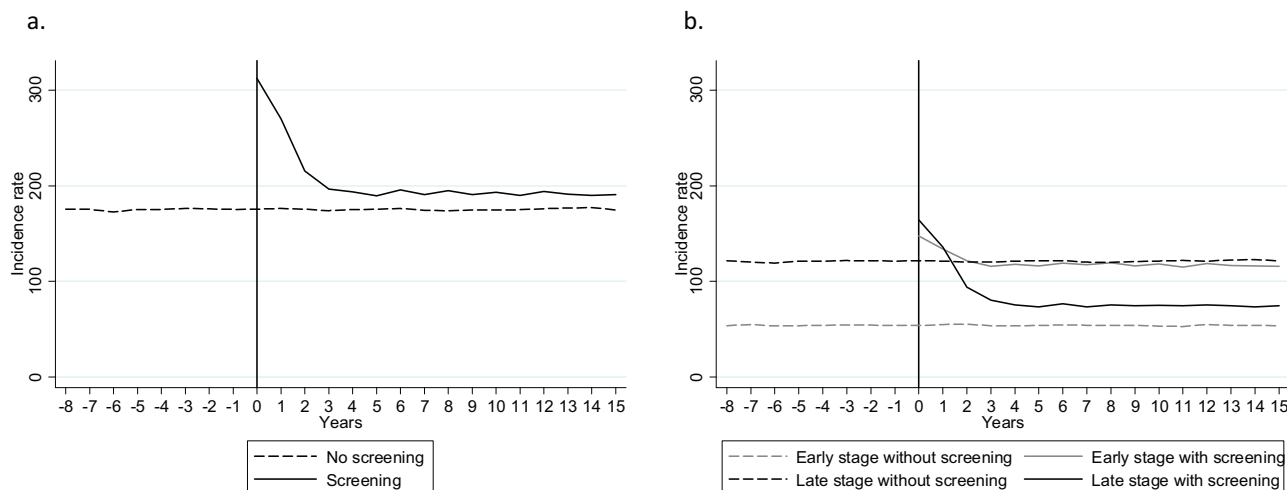 a.
300
200
100
0
Incidence rate
-8 -7 -6 -5 -4 -3 -2 -1 0 1 2 3 4 5 6 7 8 9 10 11 12 13 14 15
Years
No screening
Screening
b.
300
200
100
0
Incidence rate
-8 -7 -6 -5 -4 -3 -2 -1 0 1 2 3 4 5 6 7 8 9 10 11 12 13 14 15
Years
Early stage without screening Early stage with screening
Late stage without screening Late stage with screening